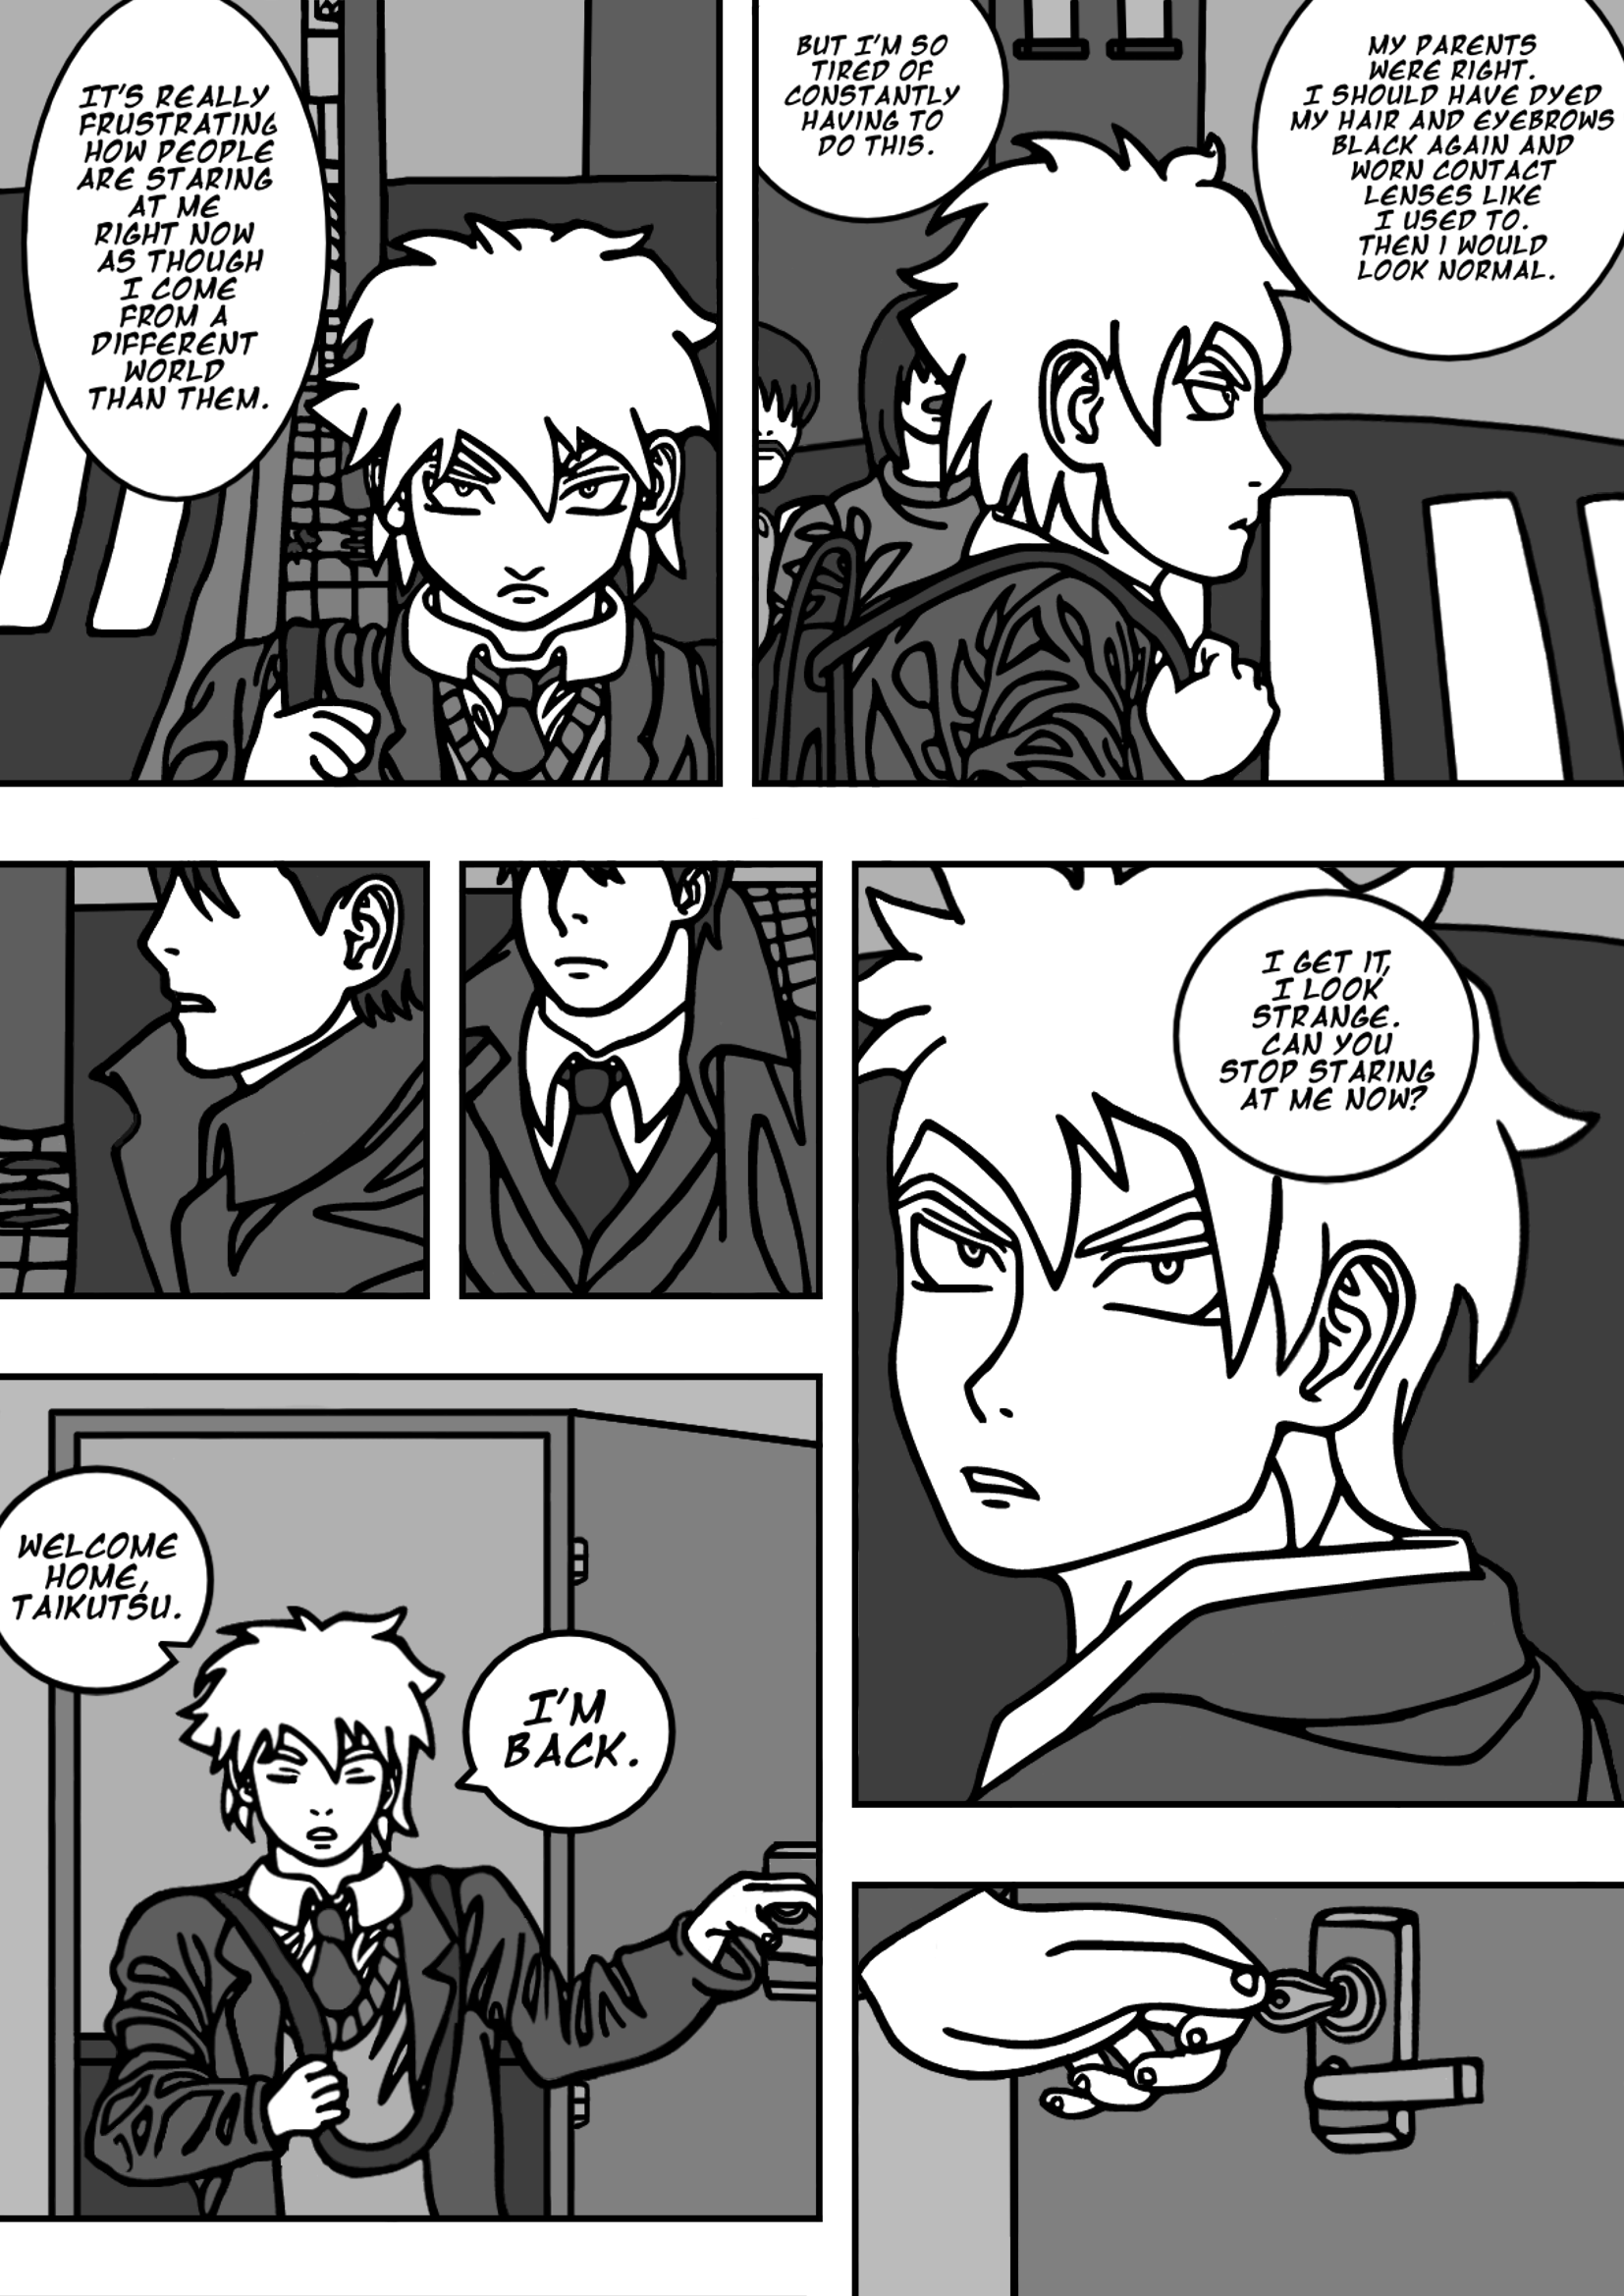 MY PARENTS
WERE RIGHT.
I SHOULD HAVE DYED
MY HAIR AND EYEBROWS
BLACK AGAIN AND
WORN CONTACT
LENSES LIKE
I USED TO.
THEN I WOULD
LOOK NORMAL.
BUT I'M SO
TIRED OF
CONSTANTLY
HAVING TO
DO THIS.
IT'S REALLY
FRUSTRATING
HOW PEOPLE
ARE STARING
AT ME
RIGHT NOW
AS THOUGH
I COME
FROM A
DIFFERENT
WORLD
THAN THEM.
I GET IT,
I LOOK
STRANGE.
CAN YOU
STOP STARING
AT ME NOW?
I'M
BACK.
WELCOME
HOME,
TAIKUTSU.